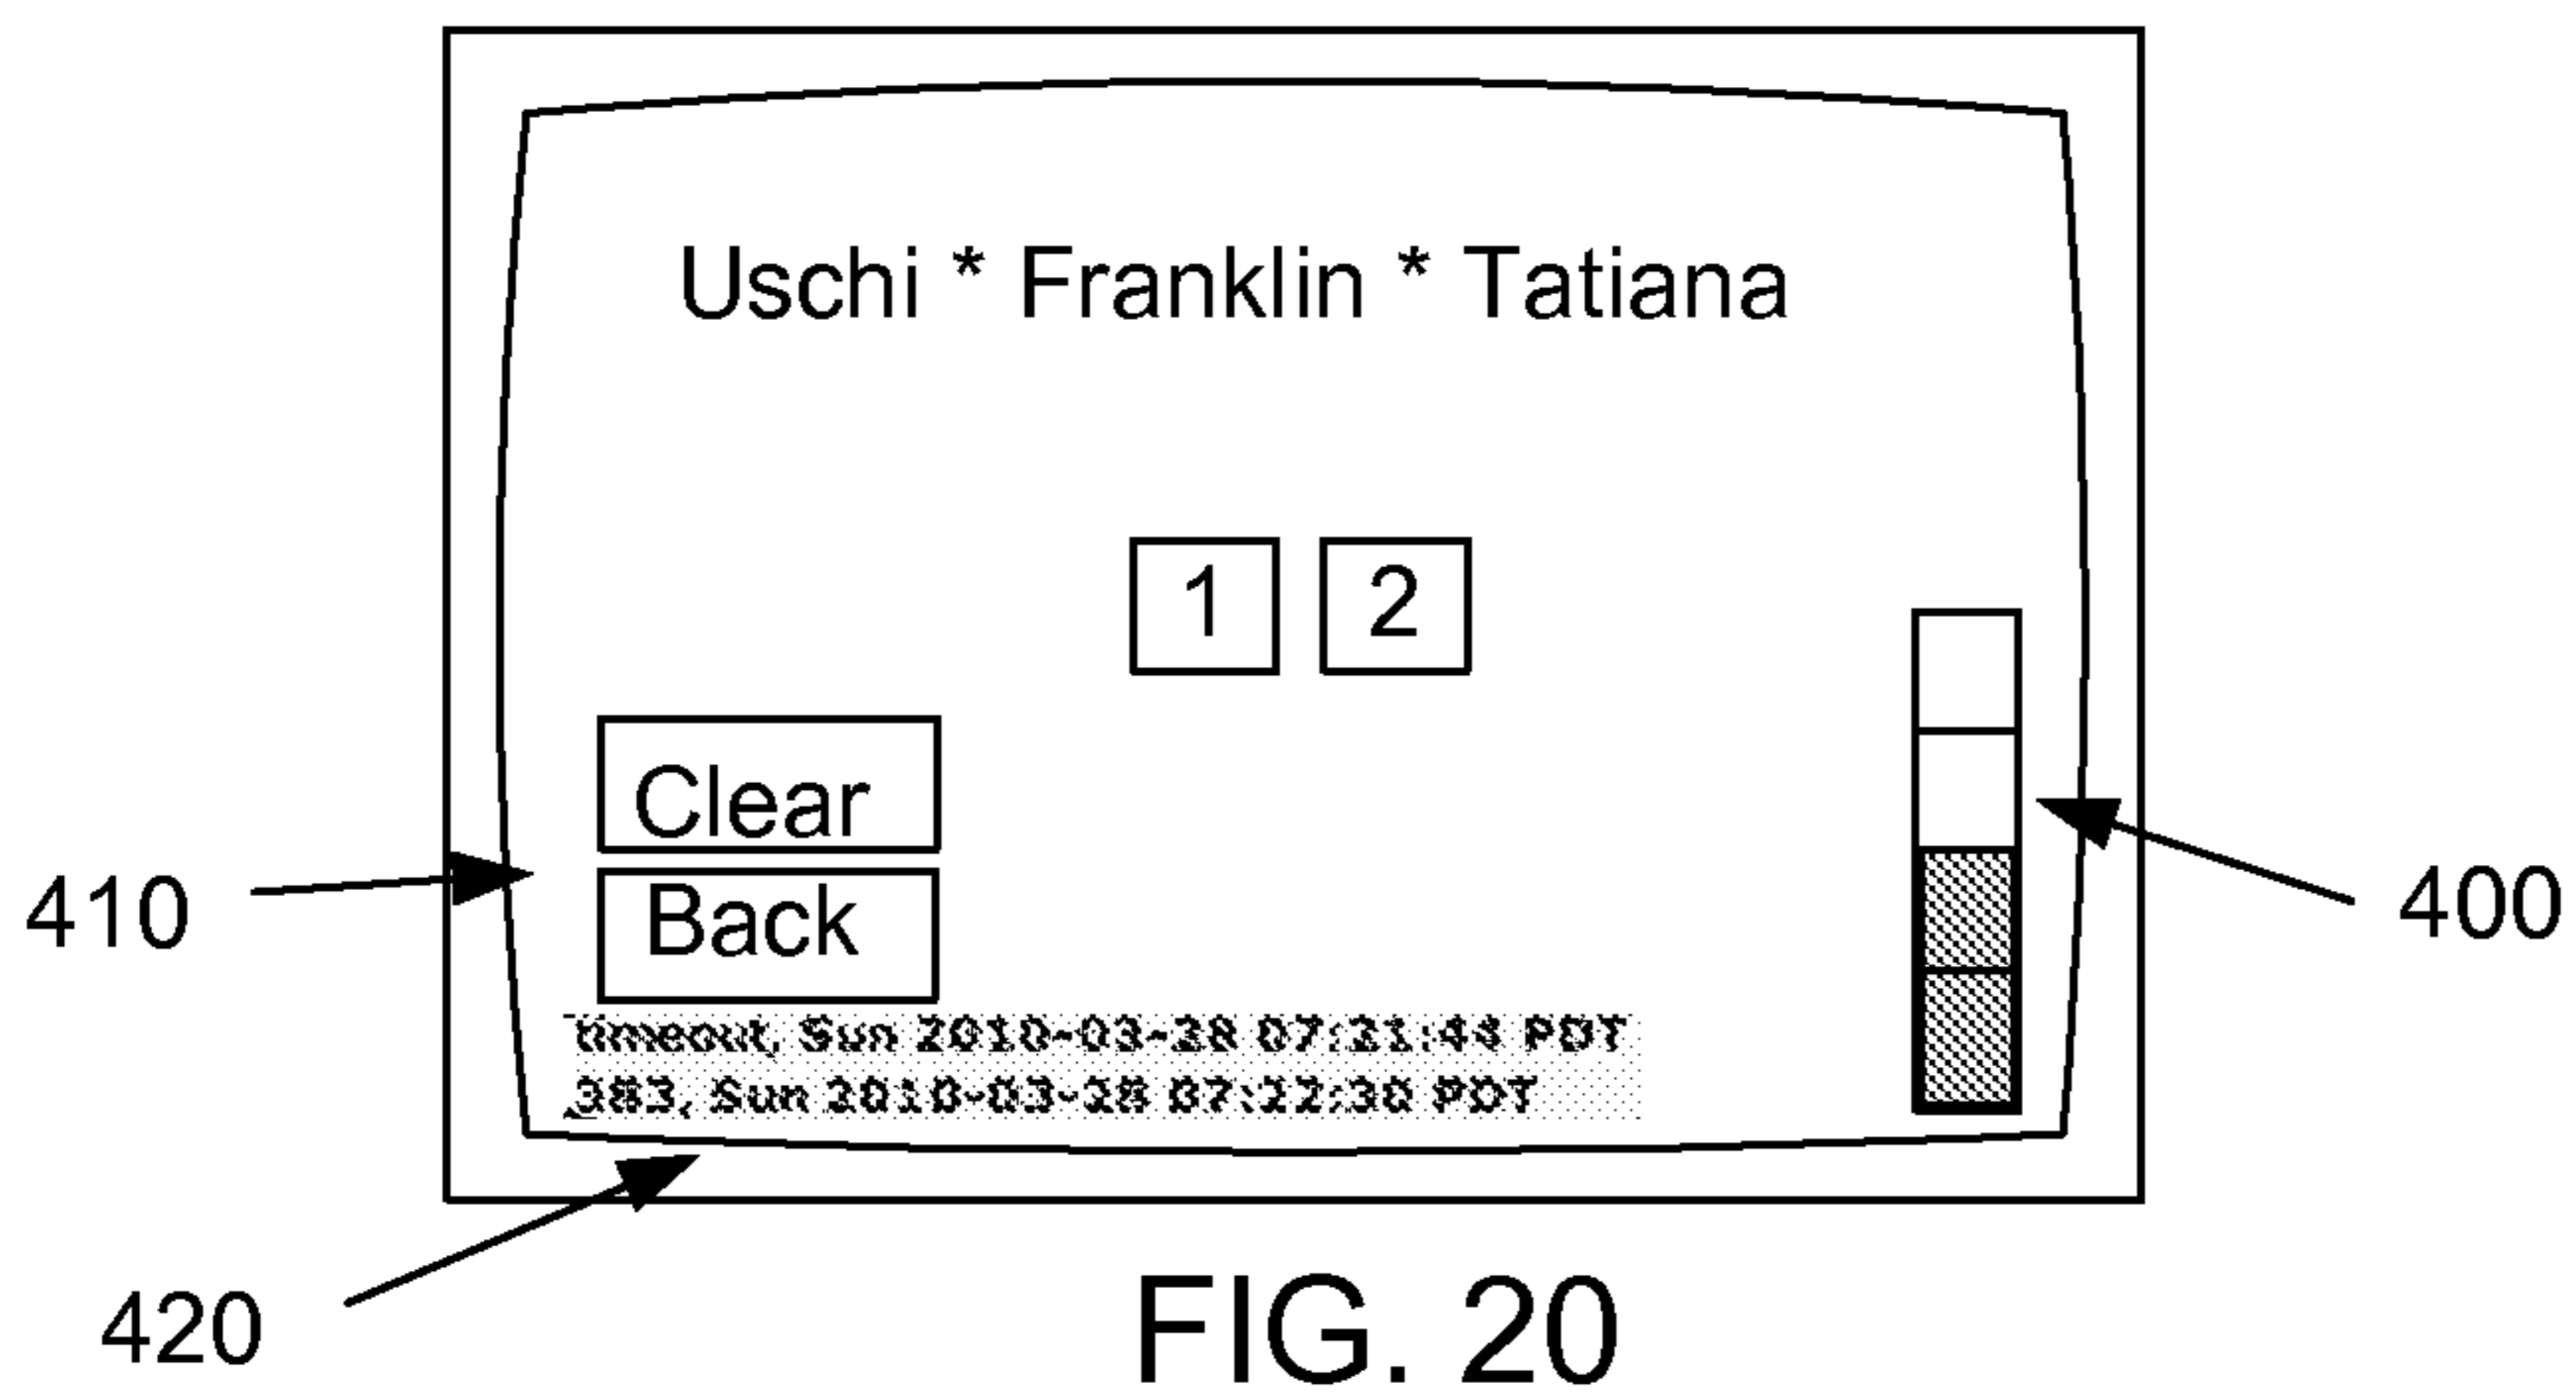 Uschi * Franklin * Tatiana
1 2
Clear
410
Back
400
timeout, Sun 2010-03-28 07:21:44 PDT
383, Sun 2010-03-28 07:22:30 PDT
420
FIG. 20